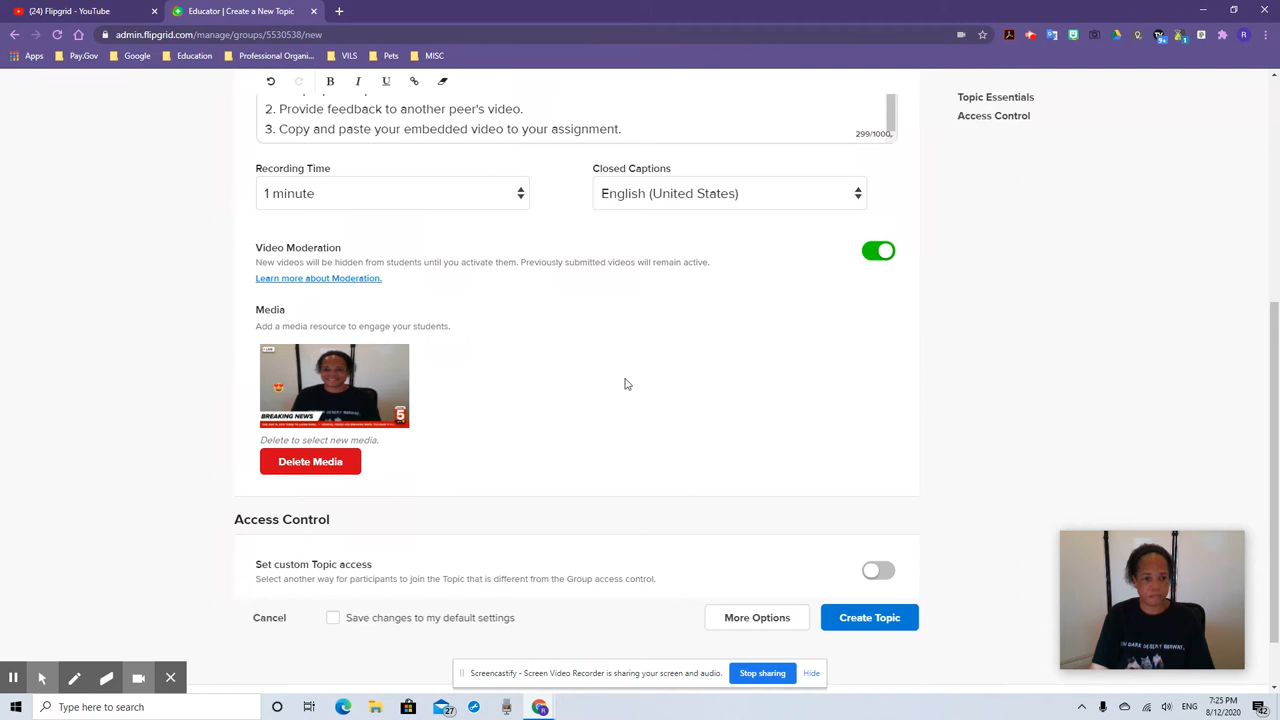 (24) Flipgrid - YouTube
Educator | Create Topic
admin.flipgrid.com/manage/groups/5530538/new
Apps
Pay.Gov
Google
Education
Professional Organi...
VILS
Pets
MISC
B I U
2. Provide feedback to another peer's video.
3. Copy and paste your embedded video to your assignment.
299/1000
Topic Essentials
Access Control
Recording Time
Closed Captions
1 minute
English (United States)
Video Moderation
New videos will be hidden from students until you activate them. Previously submitted videos will remain active.
Learn more about Moderation.
Media
Add a media resource to engage your students.
LIVE
BREAKING NEWS
5
Delete to select new media.
Delete Media
Access Control
Set custom Topic access
Select another way for participants to join the Topic that is different from the Group access control.
Cancel
Save changes to my default settings
More Options
Create Topic
Screencastify - Screen Video Recorder is sharing your screen and audio.
Stop sharing
Hide
Type here to search
27
7:25 PM
8/12/2020
42